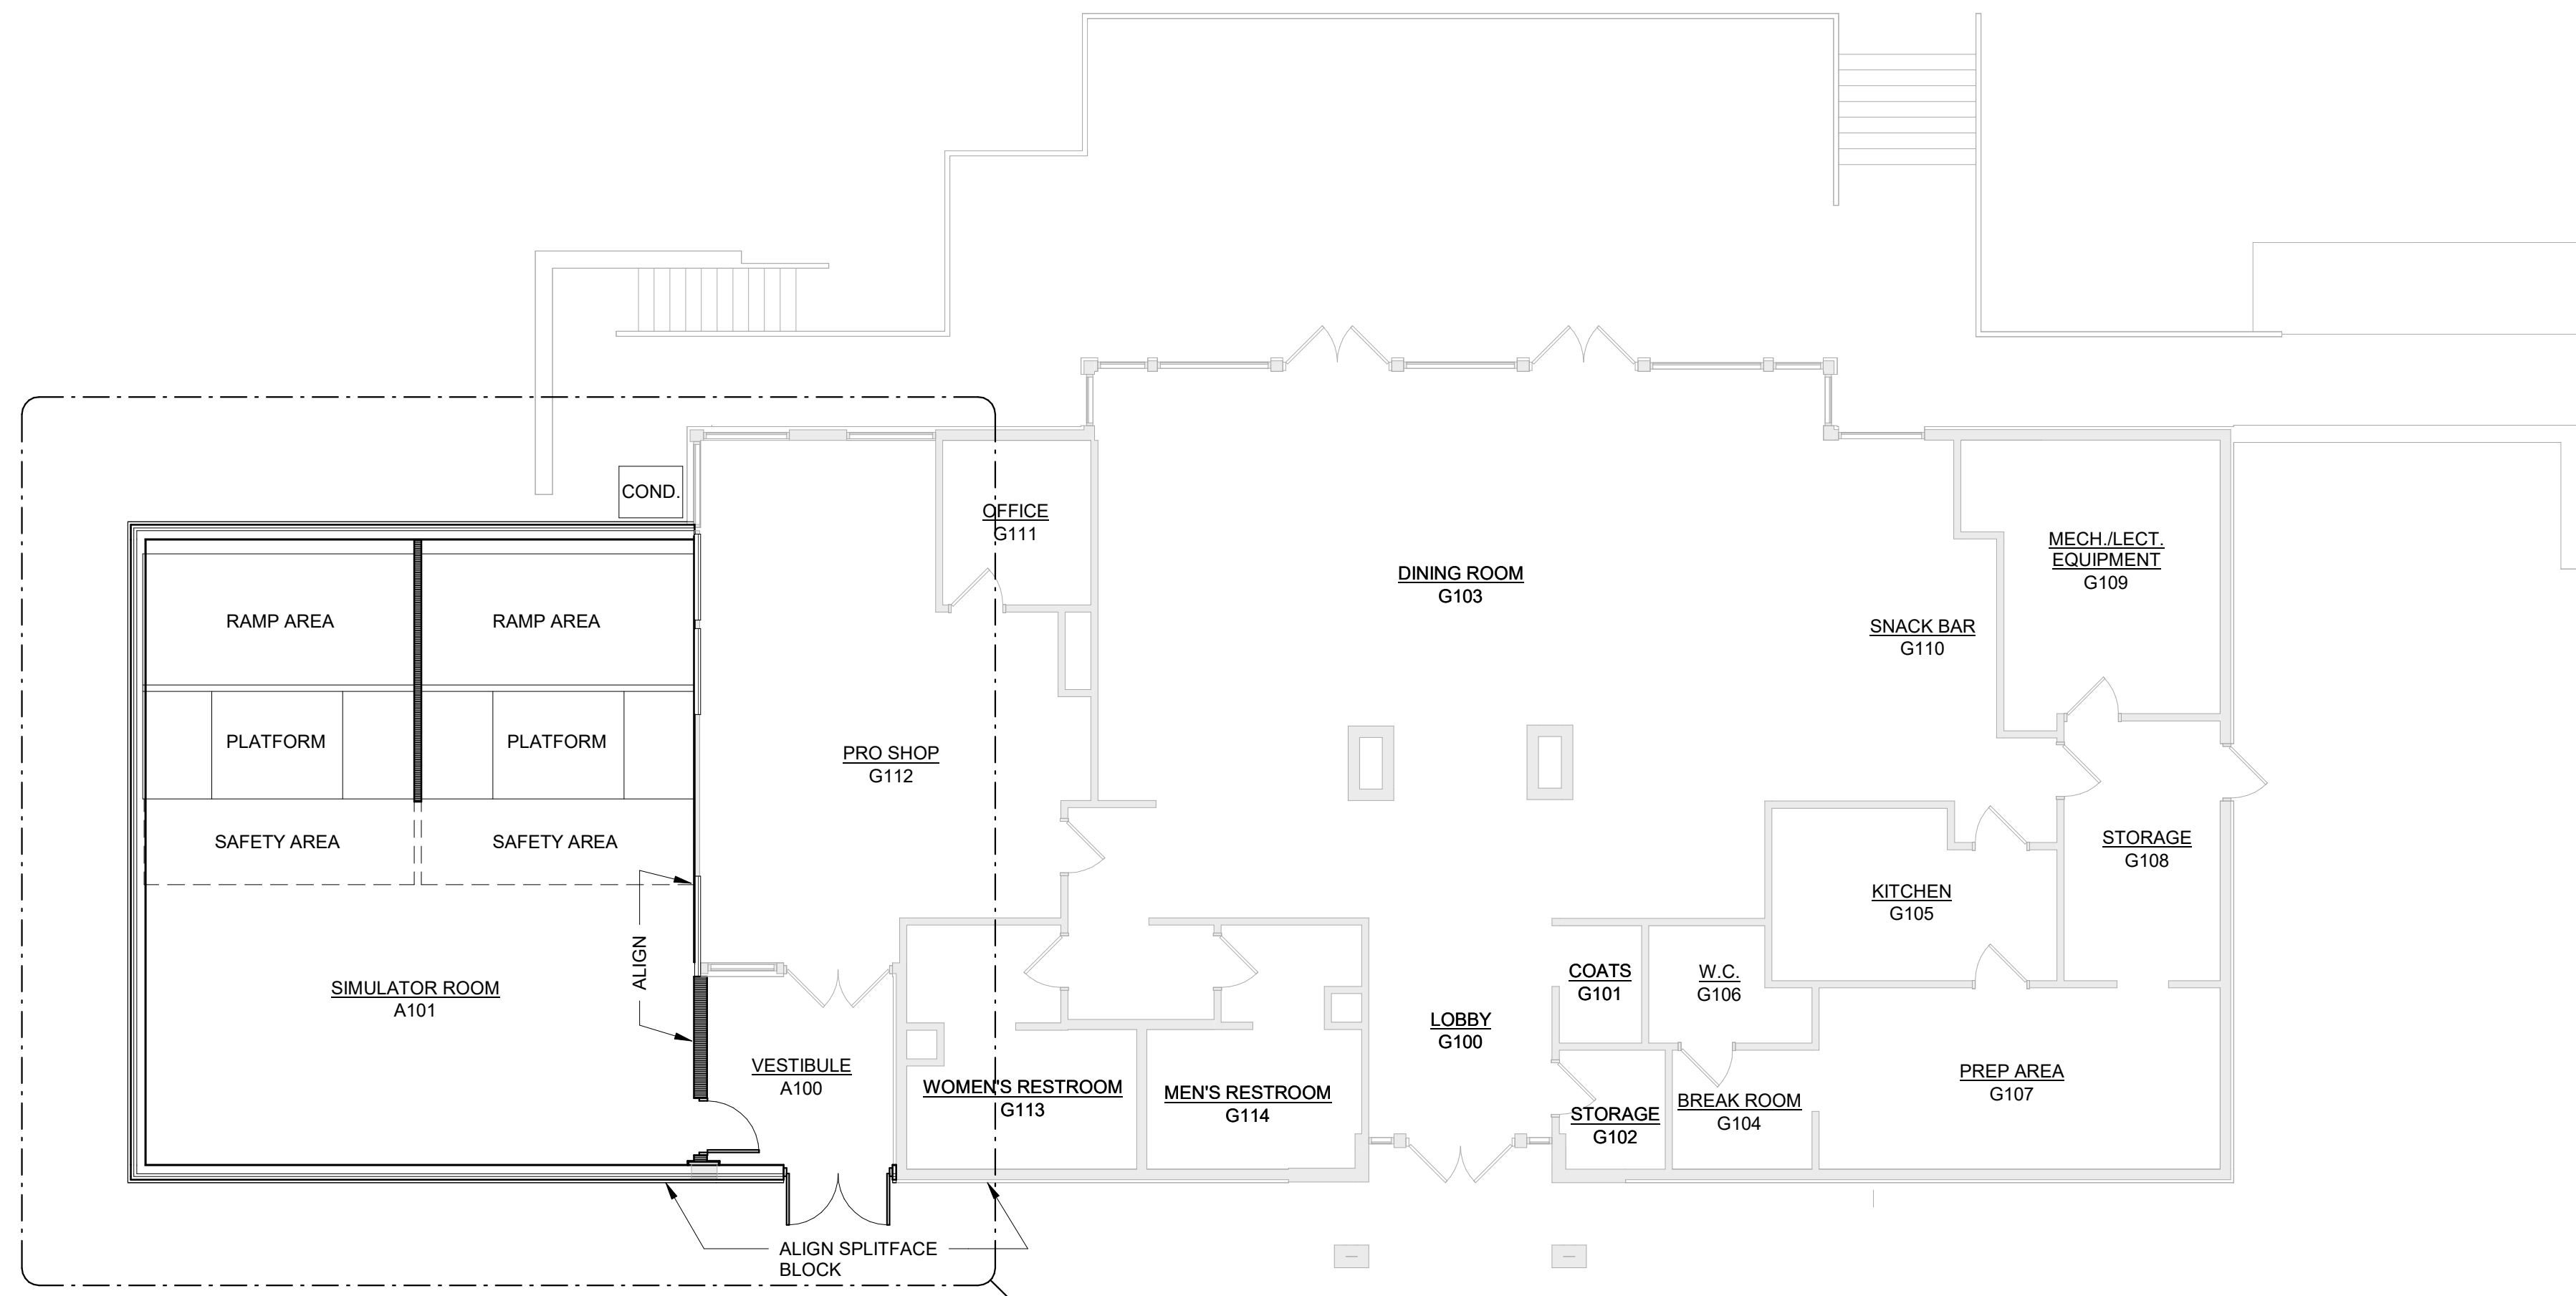 COND.
OFFICE
G111
RAMP AREA
RAMP AREA
DINING ROOM
G103
MECH./LECT.
EQUIPMENT
G109
SNACK BAR
G110
PLATFORM
PLATFORM
PRO SHOP
G112
SAFETY AREA
SAFETY AREA
STORAGE
G108
KITCHEN
G105
ALIGN
SIMULATOR ROOM
A101
COATS
G101
W.C.
G106
LOBBY
G100
VESTIBULE
A100
WOMEN'S RESTROOM
G113
MEN'S RESTROOM
G114
STORAGE
G102
BREAK ROOM
G104
PREP AREA
G107
ALIGN SPLITFACE
BLOCK